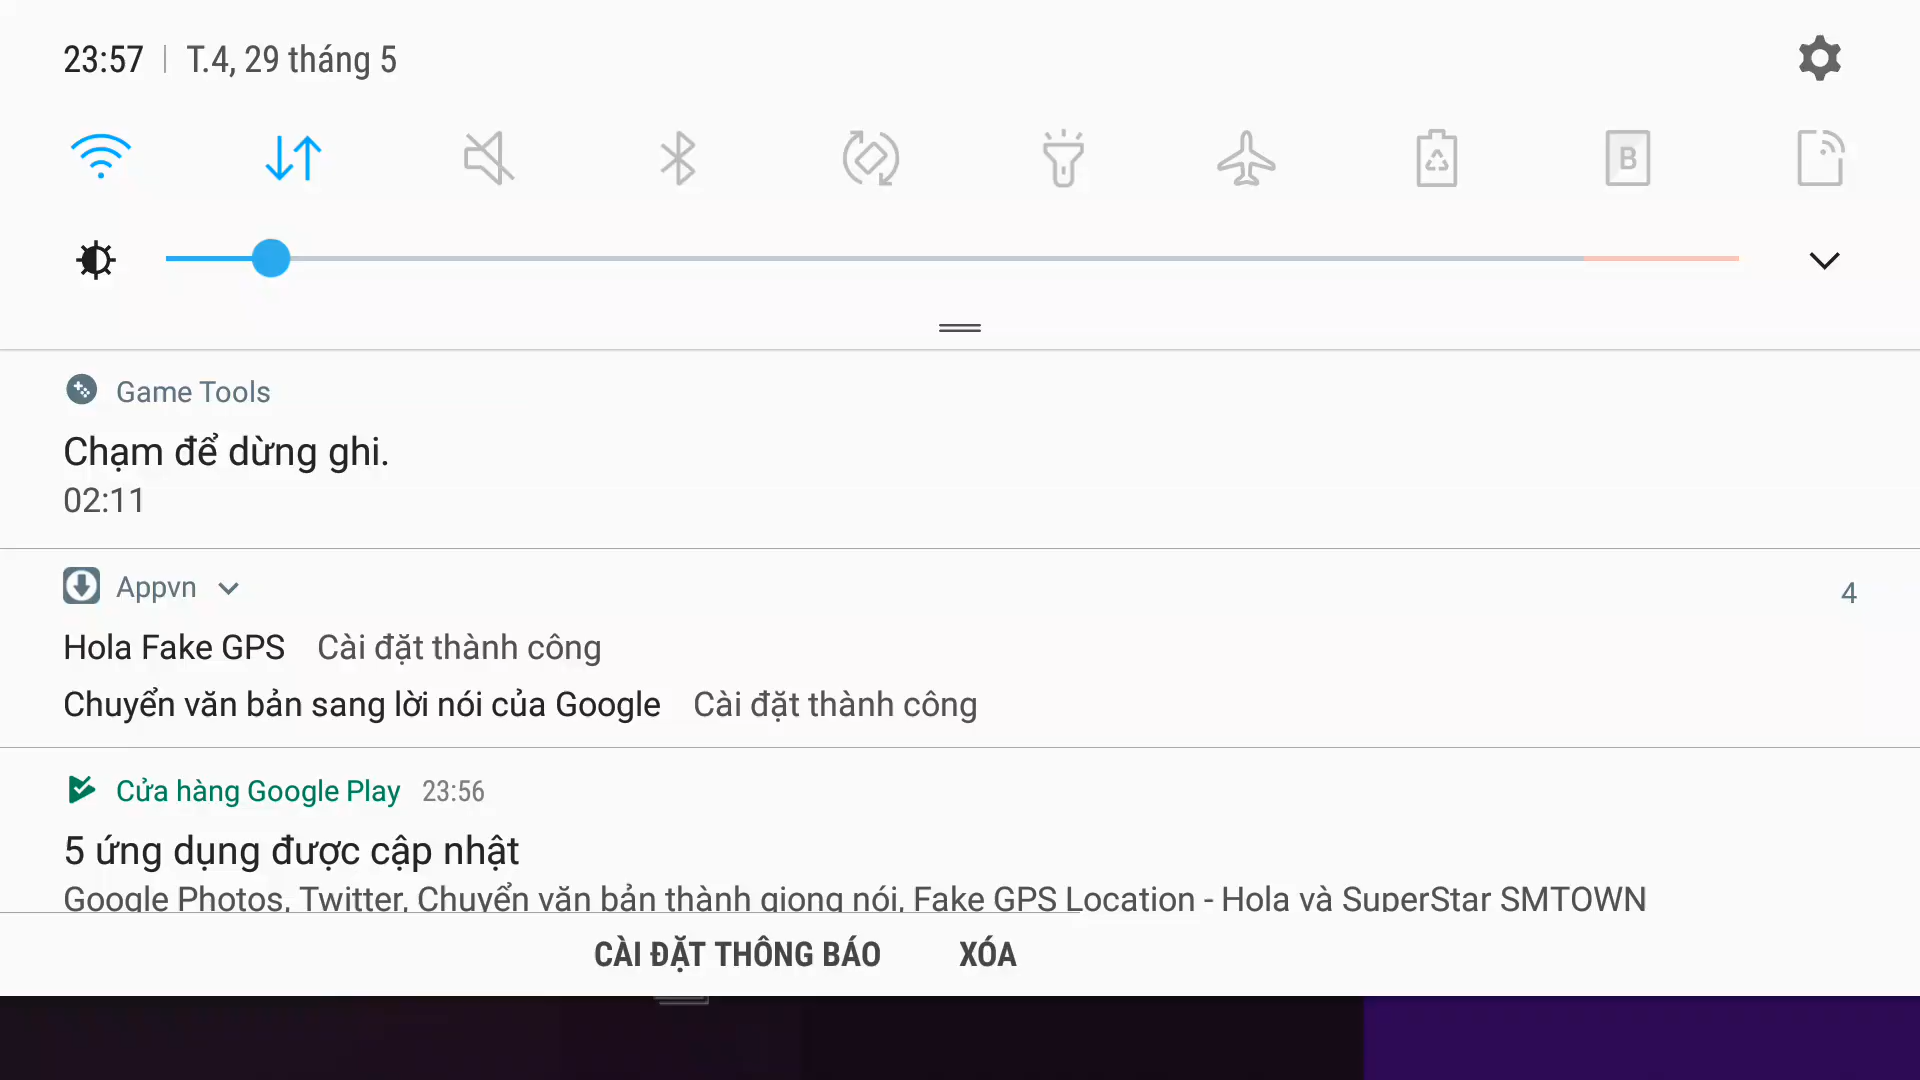 23:57 T.4, 29 tháng 5
B
Game Tools
Chạm để dừng ghi.
02:11
Appvn 4
Hola Fake GPS Cài đặt thành công
Chuyển văn bản sang lời nói của Google Cài đặt thành công
Cửa hàng Google Play 23:56
5 ứng dụng được cập nhật
Google Photos, Twitter, Chuyển văn bản thành giọng nói, Fake GPS Location - Hola và SuperStar SMTOWN
CÀI ĐẶT THÔNG BÁO XÓA